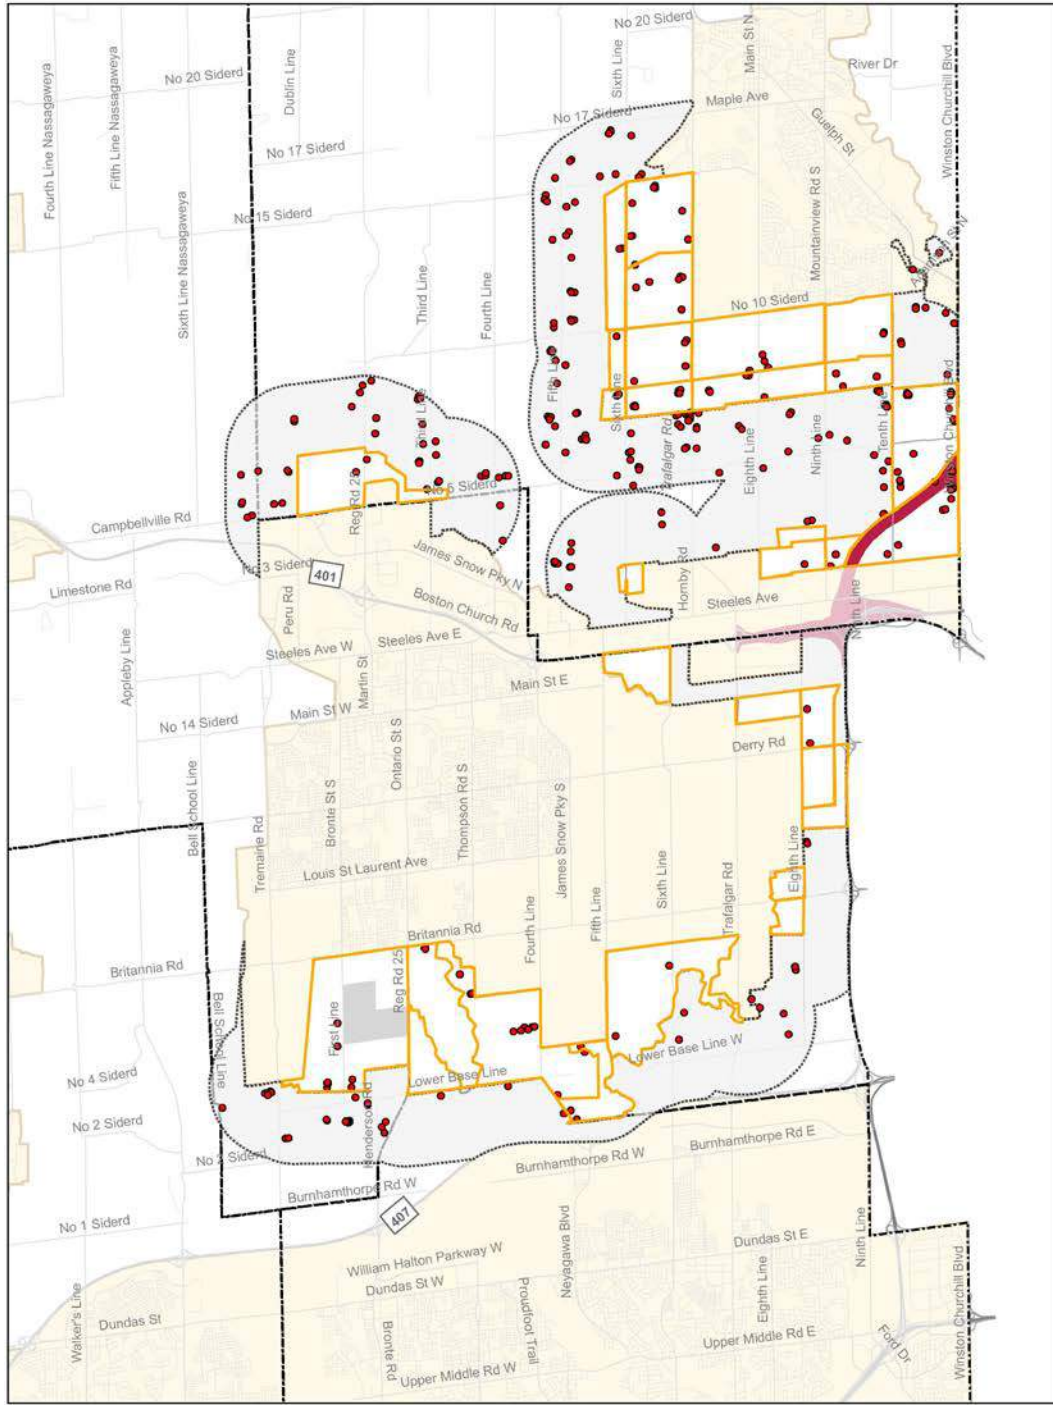 No 20 Siderd
Main St N
Sixth Line
Dublin Line
No 20 Siderd
Fourth Line Nassagaweya
Fifth Line Nassagaweya
River Dr
Winston Churchill Blvd
Maple Ave
No 17 Siderd
Guelph St
No 17 Siderd
No 15 Siderd
Sixth Line Nassagaweya
Mountainview Rd S
Third Line
Fourth Line
No 10 Siderd
Fifth Line
Sixth Line
Third Line
Trafalgar Rd
Eighth Line
Ninth Line
Tenth Line
Winston Churchill Blvd
Reg Rd 25
No 5 Siderd
Campbellville Rd
No 3 Siderd
401
James Snow Pky N
Limestone Rd
Peru Rd
Boston Church Rd
Hornby Rd
Steeles Ave
Ninth Line
Appleby Line
Steeles Ave W
Steeles Ave E
Martin St
Main St E
Main St W
No 14 Siderd
Ontario St S
Derry Rd
Bell School Line
Bronte St S
Thompson Rd S
James Snow Pky S
Tremaine Rd
Louis St Laurent Ave
Sixth Line
Eighth Line
Trafalgar Rd
Fourth Line
Fifth Line
Britannia Rd
Britannia Rd
Reg Rd 25
First Line
Bell School Line
Lower Base Line W
Lower Base Line
No 4 Siderd
No 2 Siderd
Henderson Rd
No 2 Siderd
Burnhamthorpe Rd E
Burnhamthorpe Rd W
Burnhamthorpe Rd W
No 1 Siderd
407
Neyagawa Blvd
Dundas St E
Ninth Line
William Halton Parkway W
Dundas St W
Eighth Line
Walker's Line
Dundas St
Proudfoot Trail
Winston Churchill Blvd
Bronte Rd
Upper Middle Rd E
Upper Middle Rd W
Ford Dr